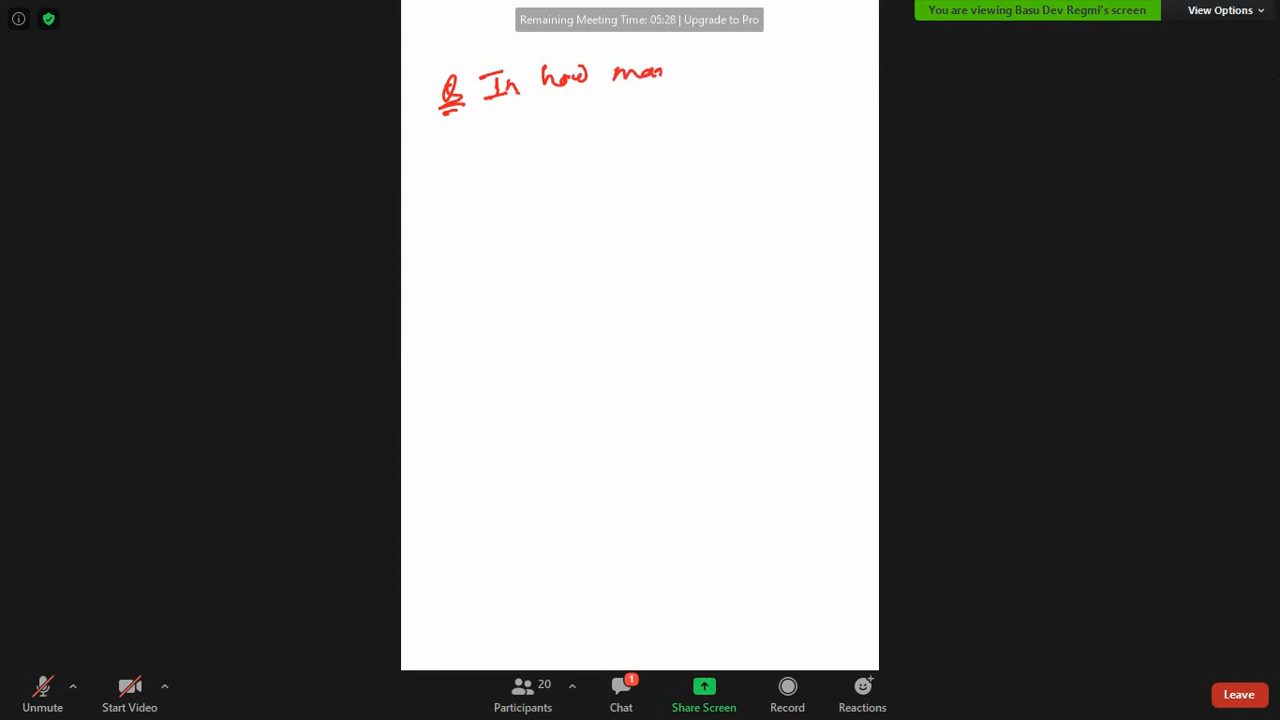 Remaining Meeting Time: 05:28 | Upgrade to Pro
You are viewing Basu Dev Regmi's screen
View Options
Q In how man
Unmute
Start Video
20
Participants
1
Chat
Share Screen
Record
Reactions
Leave